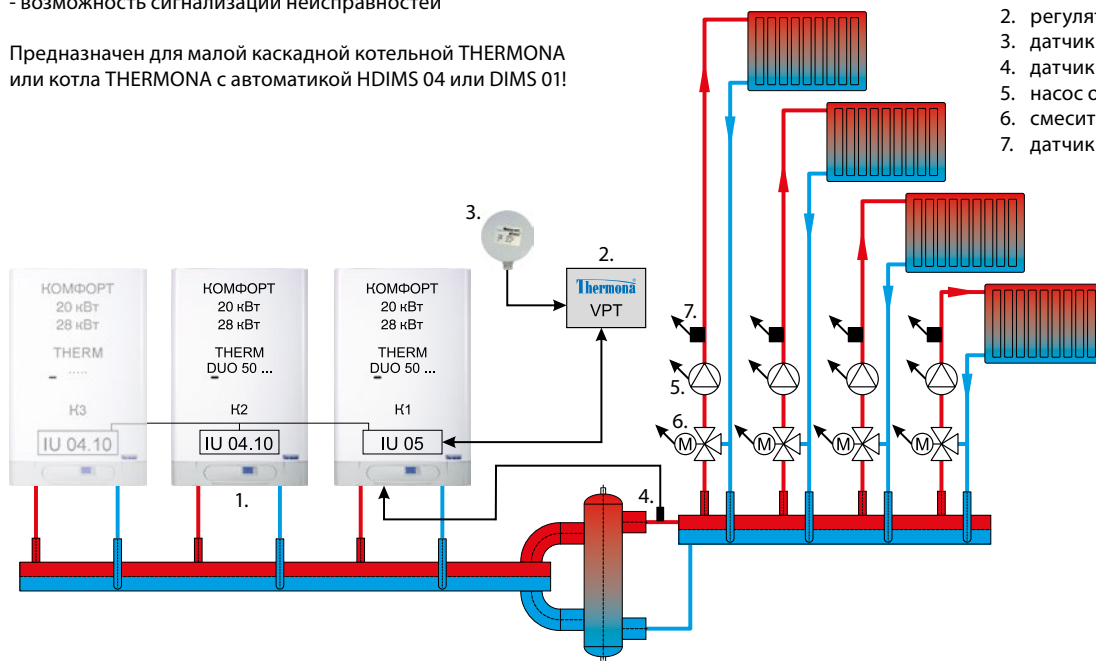 - возможность сигнализации неисправностей
Предназначен для малой каскадной котельной THERMONA
или котла THERMONA с автоматикой HDIMS 04 или DIMS 01!
2.
3. датчик
4. датчик
5. насос
6.
7. датчик
3.
2.
Thermona
VPT
КОМФОРТ
20 кВт
28 кВт
THERM
.....
К3
IU 04.10
КОМФОРТ
20 кВт
28 кВт
THERM
DUO 50 ...
К2
IU 04.10
КОМФОРТ
20 кВт
28 кВт
THERM
DUO 50 ...
К1
IU 05
1.
4.
7.
5.
6.
M
M
M
M